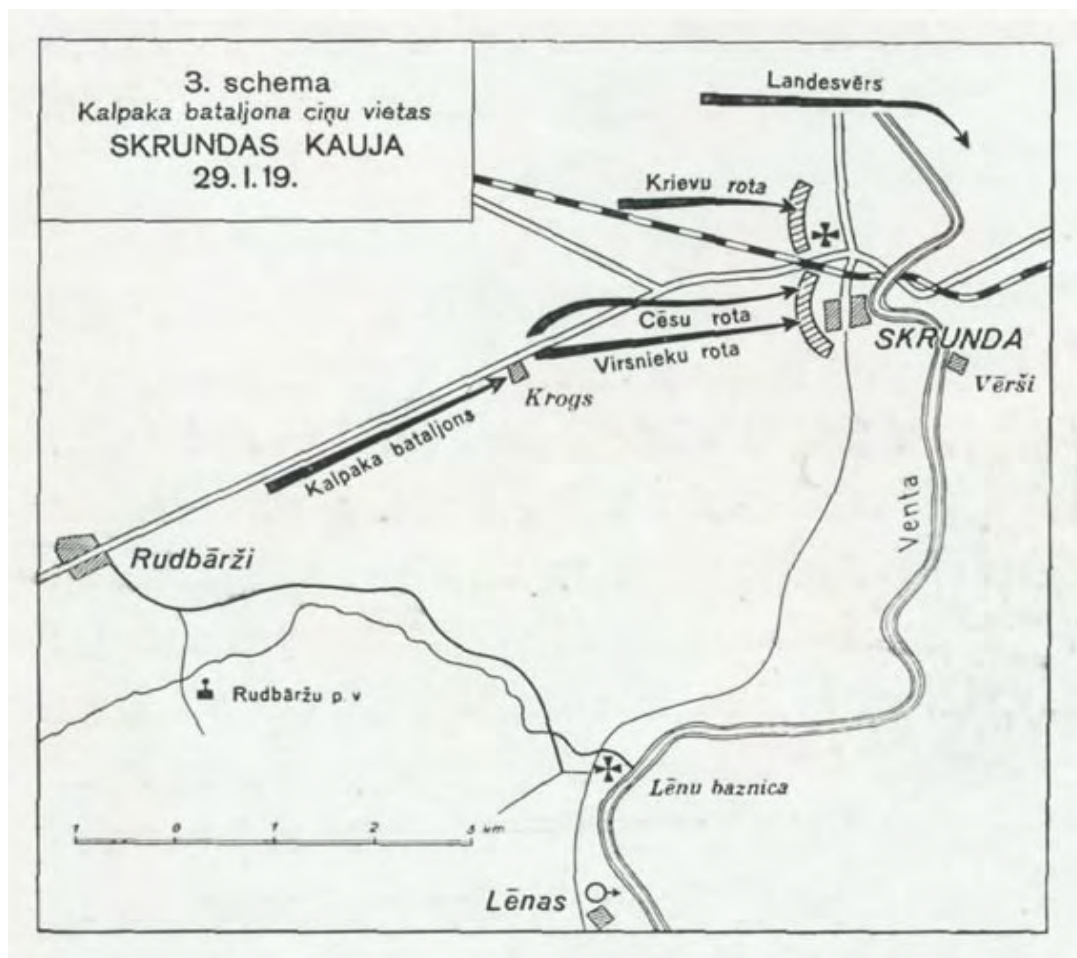 3. schema
Kalpaka bataljona ciņu vietas
SKRUNDAS KAUJA
29.I.19.
Landesvērs
Krievu rota
Cēsu rota
Virsnieku rota
SKRUNDA
Vērši
Krogs
Kalpaka bataljons
Venta
Rudbārži
Rudbāržu p. v
Lēnu baznica
1 0 1 2 3 km
Lēnas